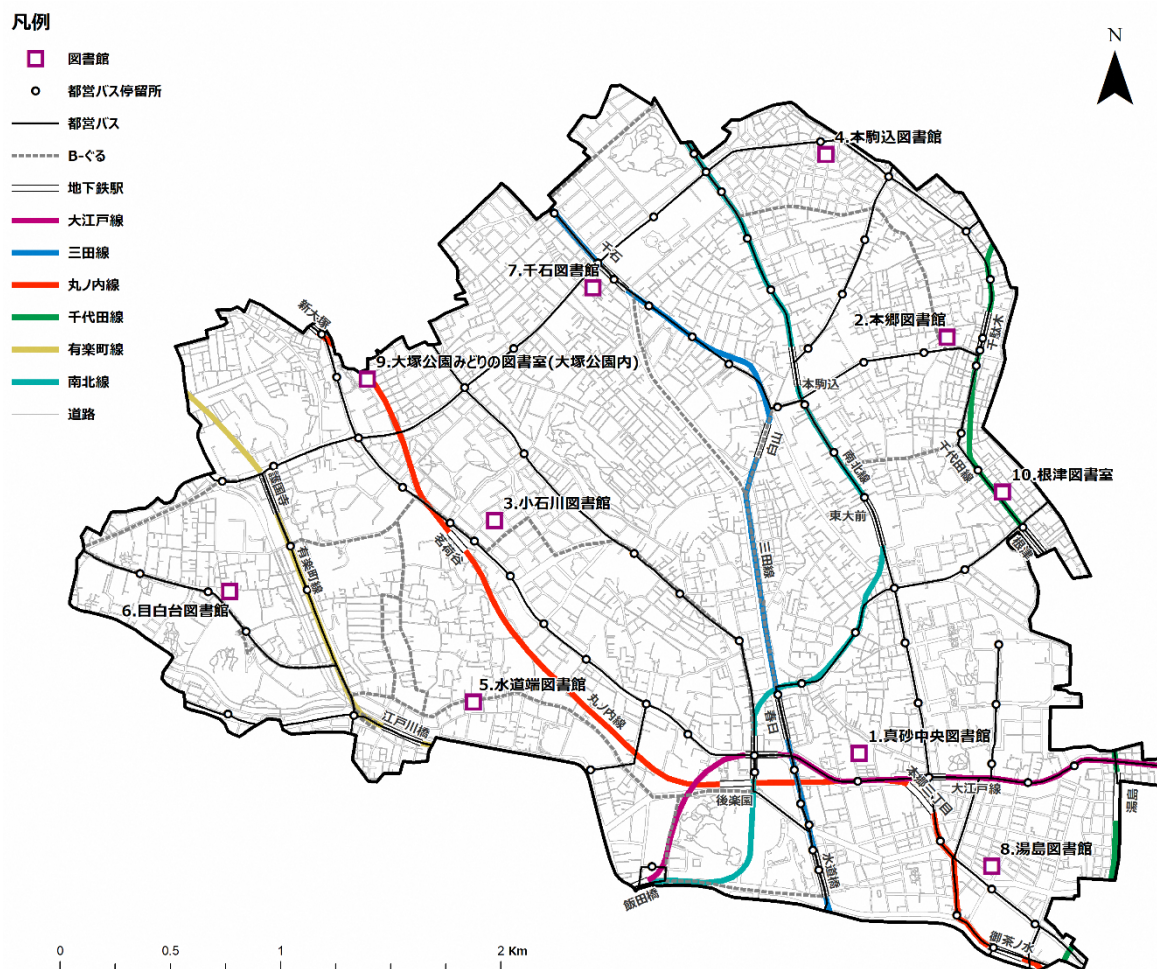 凡例
図書館
都営バス停留所
都営バス
B-ぐる
地下鉄駅
大江戸線
三田線
丸ノ内線
千代田線
有楽町線
南北線
道路
N
4.本駒込図書館
千石
7.千石図書館
2.本郷図書館
千駄木
新大塚
9.大塚公園みどりの図書室(大塚公園内)
本駒込
白山
南北線
千代田線
護国寺
10.根津図書室
3.小石川図書館
東大前
茗荷谷
根津
有楽町線
三田線
6.目白台図書館
5.水道端図書館
丸ノ内線
江戸川橋
春日
1.真砂中央図書館
本郷三丁目
大江戸線
後楽園
湯島
8.湯島図書館
水道橋
飯田橋
御茶ノ水
0 0.5 1 2 Km